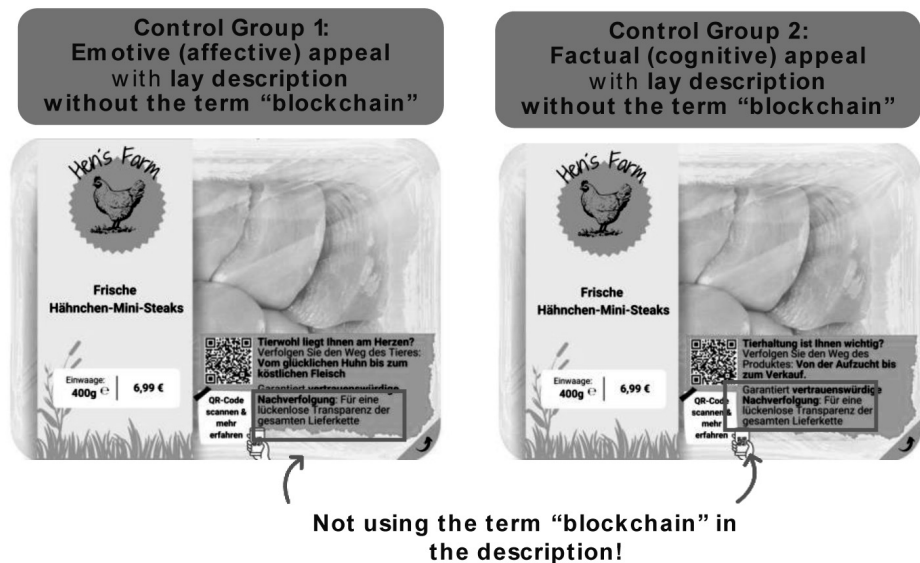 Control Group 1:
Emotive (affective) appeal
with lay description
without the term “blockchain”
Hen's Farm
Frische
Hähnchen-Mini-Steaks
Einwaage:
400g ℮
6,99 €
Tierwohl liegt Ihnen am Herzen?
Verfolgen Sie den Weg des Tieres:
Vom glücklichen Huhn bis zum
köstlichen Fleisch
Garantiert vertrauenswürdige
Nachverfolgung: Für eine
lückenlose Transparenz der
gesamten Lieferkette
QR-Code
scannen &
mehr
erfahren
Control Group 2:
Factual (cognitive) appeal
with lay description
without the term “blockchain”
Hen's Farm
Frische
Hähnchen-Mini-Steaks
Einwaage:
400g ℮
6,99 €
Tierhaltung ist Ihnen wichtig?
Verfolgen Sie den Weg des
Produktes: Von der Aufzucht bis
zum Verkauf.
Garantiert vertrauenswürdige
Nachverfolgung: Für eine
lückenlose Transparenz der
gesamten Lieferkette
QR-Code
scannen &
mehr
erfahren
Not using the term “blockchain” in
the description!